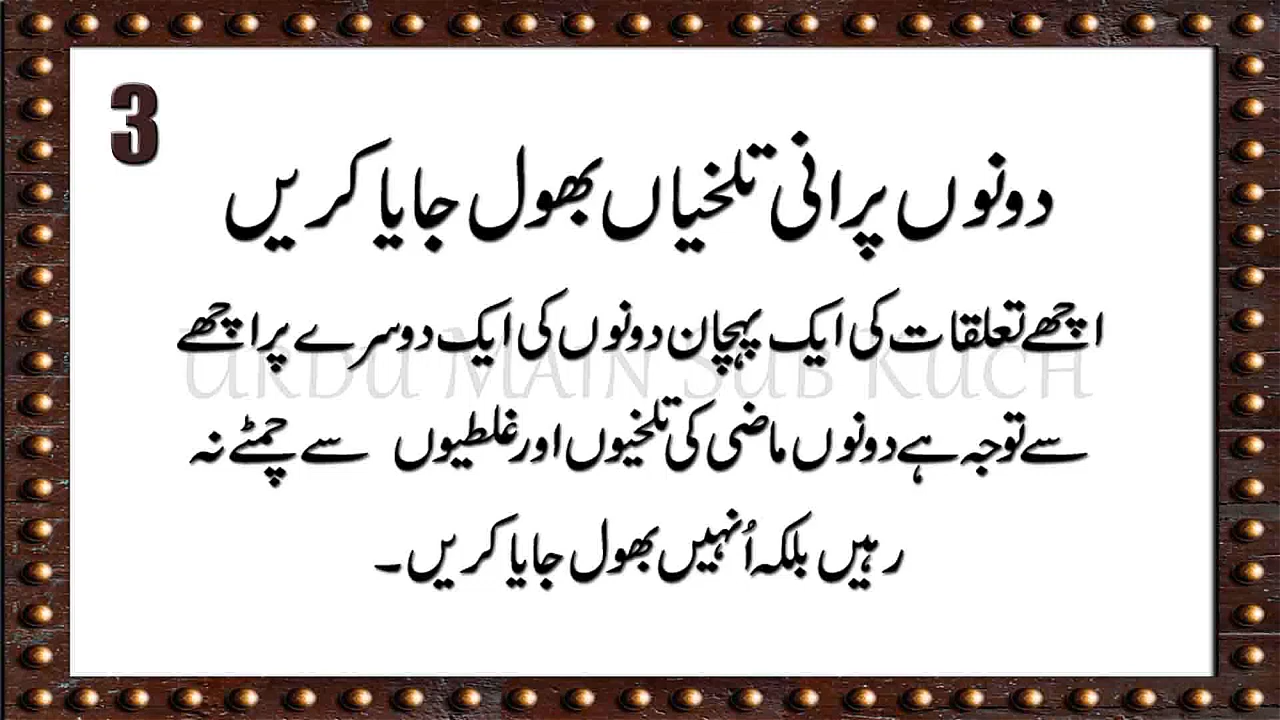 3
دونوں پرانی تلخیاں بھول جایا کریں
اچھے تعلقات کی ایک پہچان دونوں کی ایک دوسرے پر اچھے
سے توجہ ہے دونوں ماضی کی تلخیوں اور غلطیوں سے چمٹے نہ
رہیں بلکہ اُنہیں بھول جایا کریں۔
URDU MAIN SUB KUCH